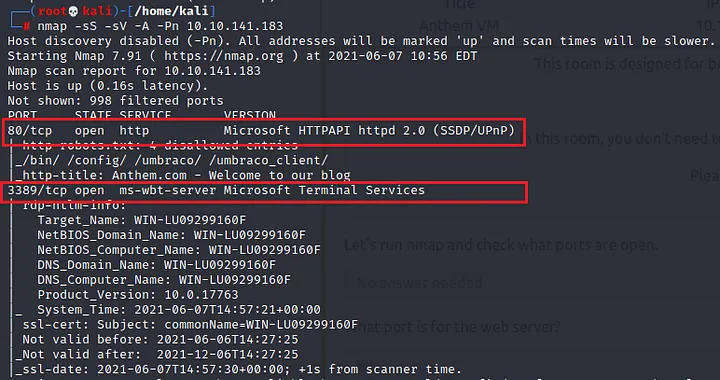 (root💀kali)-[/home/kali]
# nmap -sS -sV -A -Pn 10.10.141.183
Host discovery disabled (-Pn). All addresses will be marked 'up' and scan times will be slower.
Starting Nmap 7.91 ( https://nmap.org ) at 2021-06-07 10:56 EDT
Nmap scan report for 10.10.141.183
Host is up (0.16s latency).
Not shown: 998 filtered ports
PORT STATE SERVICE VERSION
80/tcp open http Microsoft HTTPAPI httpd 2.0 (SSDP/UPnP)
| http-robots.txt: 4 disallowed entries
|_/bin/ /config/ /umbraco/ /umbraco_client/
|_http-title: Anthem.com - Welcome to our blog
3389/tcp open ms-wbt-server Microsoft Terminal Services
| rdp-ntlm-info:
| Target_Name: WIN-LU09299160F
| NetBIOS_Domain_Name: WIN-LU09299160F
| NetBIOS_Computer_Name: WIN-LU09299160F
| DNS_Domain_Name: WIN-LU09299160F
| DNS_Computer_Name: WIN-LU09299160F
| Product_Version: 10.0.17763
|_ System_Time: 2021-06-07T14:57:21+00:00
| ssl-cert: Subject: commonName=WIN-LU09299160F
| Not valid before: 2021-06-06T14:27:25
|_Not valid after: 2021-12-06T14:27:25
|_ssl-date: 2021-06-07T14:57:30+00:00; +1s from scanner time.
Title
Anthem VM
This room is designed for be
In this room, you don't need to
Plea
Let's run nmap and check what ports are open.
No answer needed
What port is for the web server?